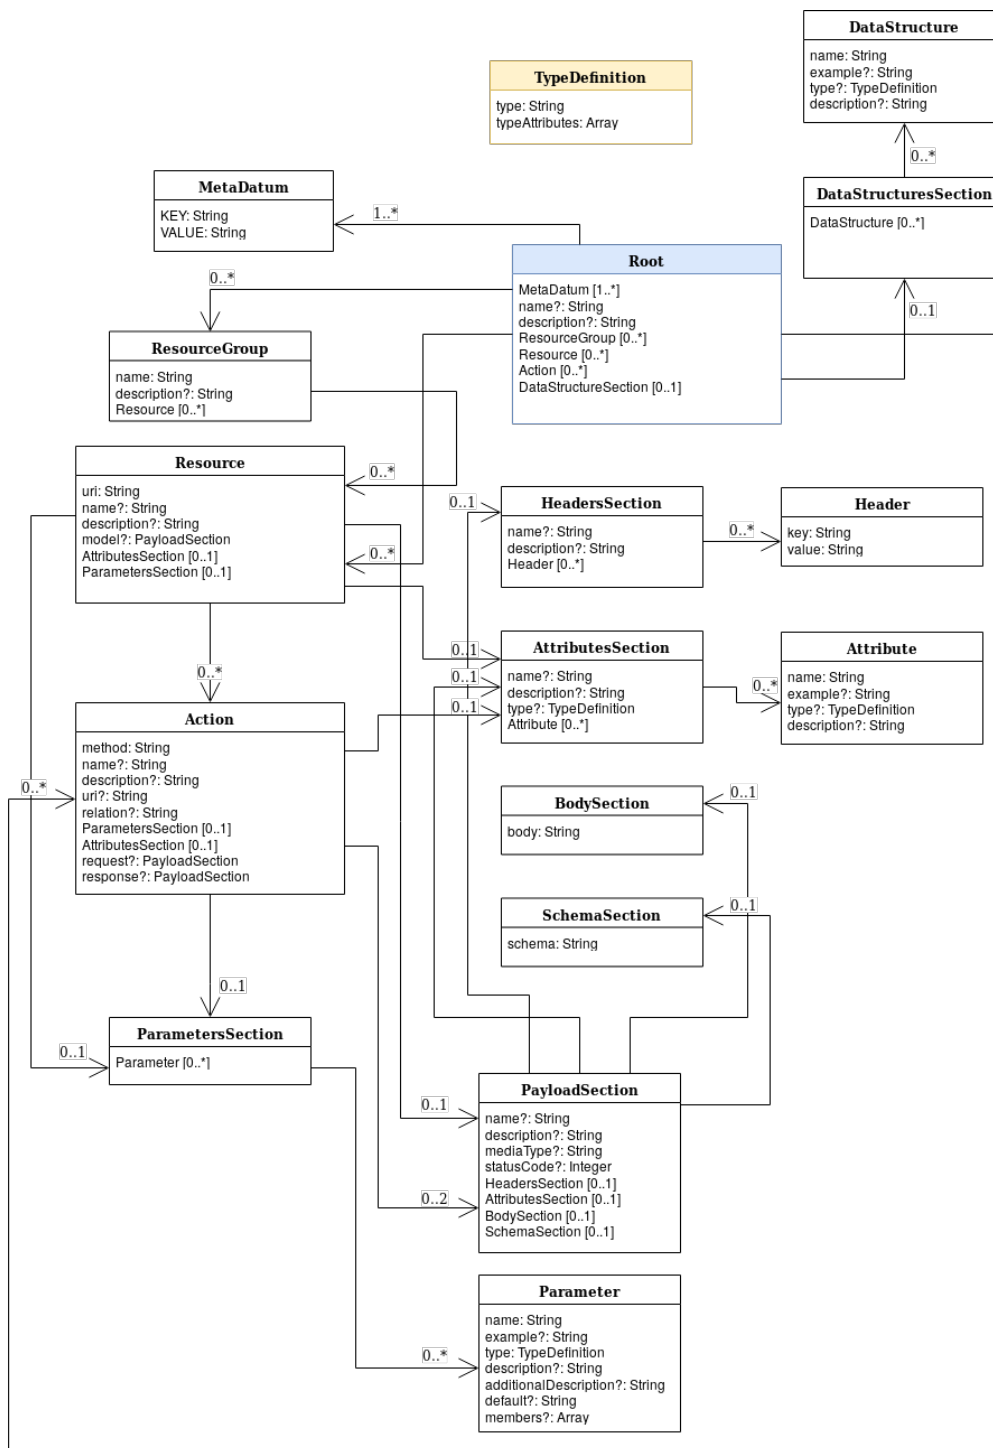 DataStructure
name: String
example?: String
type?: TypeDefinition
description?: String
TypeDefinition
type: String
typeAttributes: Array
0..*
MetaDatum
KEY: String
VALUE: String
1..*
DataStructuresSection
DataStructure [0..*]
Root
MetaDatum [1..*]
name?: String
description?: String
ResourceGroup [0..*]
Resource [0..*]
Action [0..*]
DataStructureSection [0..1]
0..*
0..1
ResourceGroup
name: String
description?: String
Resource [0..*]
Resource
uri: String
name?: String
description?: String
model?: PayloadSection
AttributesSection [0..1]
ParametersSection [0..1]
0..*
0..*
0..1
HeadersSection
name?: String
description?: String
Header [0..*]
0..*
Header
key: String
value: String
0..1
0..1
0..1
AttributesSection
name?: String
description?: String
type?: TypeDefinition
Attribute [0..*]
0..*
Attribute
name: String
example?: String
type?: TypeDefinition
description?: String
0..*
Action
method: String
name?: String
description?: String
uri?: String
relation?: String
ParametersSection [0..1]
AttributesSection [0..1]
request?: PayloadSection
response?: PayloadSection
0..*
BodySection
body: String
0..1
SchemaSection
schema: String
0..1
0..1
ParametersSection
Parameter [0..*]
0..1
0..1
0..2
PayloadSection
name?: String
description?: String
mediaType?: String
statusCode?: Integer
HeadersSection [0..1]
AttributesSection [0..1]
BodySection [0..1]
SchemaSection [0..1]
0..*
Parameter
name: String
example?: String
type: TypeDefinition
description?: String
additionalDescription?: String
default?: String
members?: Array